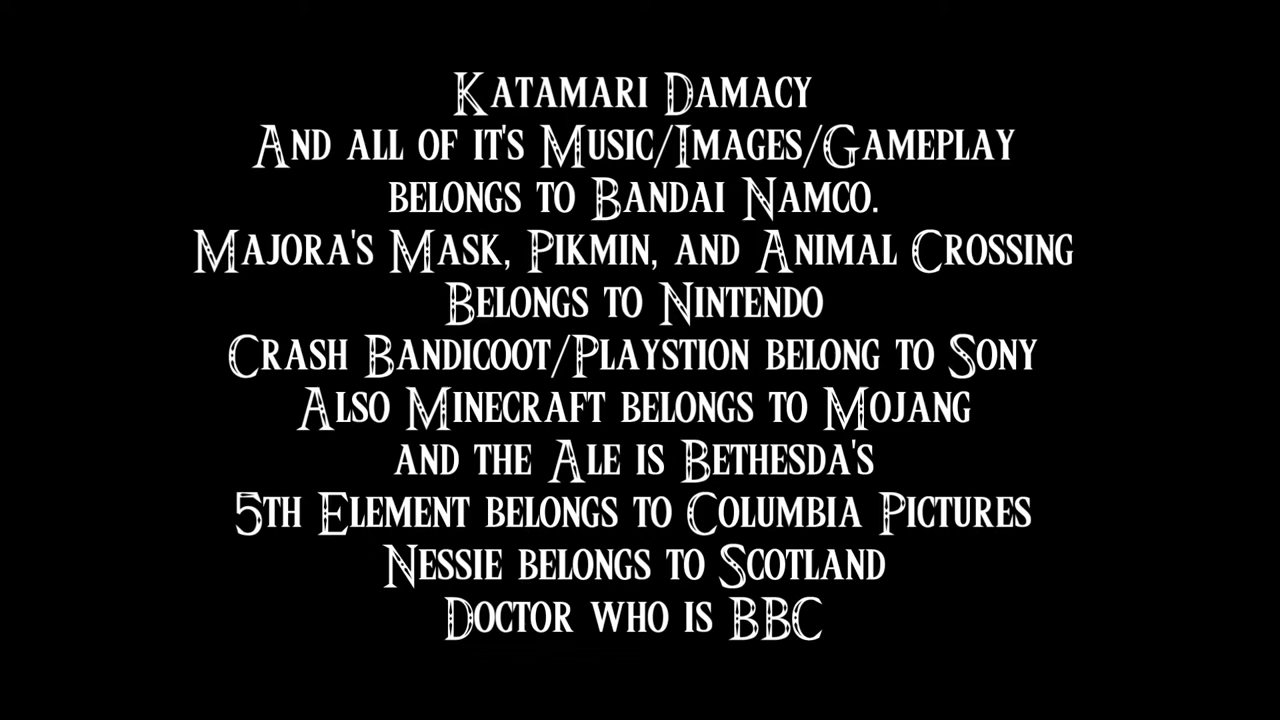 Katamari Damacy
And all of it's Music/Images/Gameplay
belongs to Bandai Namco.
Majora's Mask, Pikmin, and Animal Crossing
Belongs to Nintendo
Crash Bandicoot/Playstion belong to Sony
Also Minecraft belongs to Mojang
and the Ale is Bethesda's
5th Element belongs to Columbia Pictures
Nessie belongs to Scotland
Doctor who is BBC